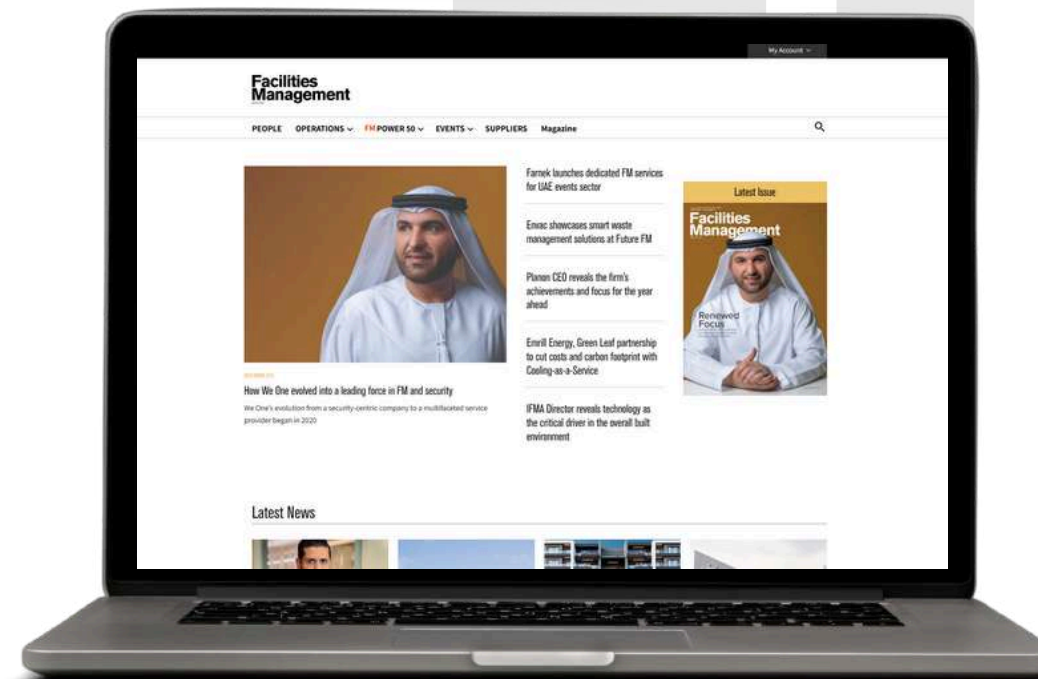 My Account
Facilities
Management
PEOPLE OPERATIONS FM POWER 50 EVENTS SUPPLIERS Magazine
How We One evolved into a leading force in FM and security
We One's evolution from a security-centric company to a multifaceted service
provider began in 2020
Farnek launches dedicated FM services
for UAE events sector
Envac showcases smart waste
management solutions at Future FM
Planon CEO reveals the firm's
achievements and focus for the year
ahead
Emrill Energy, Green Leaf partnership
to cut costs and carbon footprint with
Cooling-as-a-Service
IFMA Director reveals technology as
the critical driver in the overall built
environment
Latest Issue
Facilities
Management
Renewed
Focus
Latest News